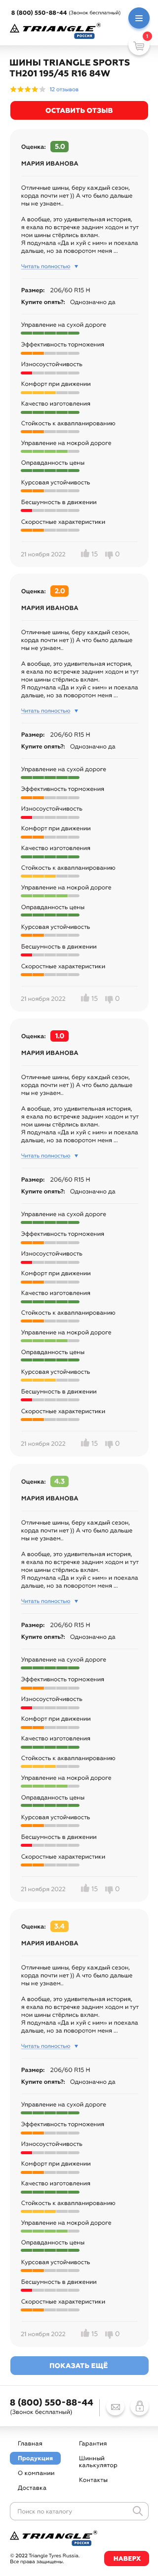 8 (800) 550-88-44 (Звонок бесплатный)
TRIANGLE
РОССИЯ
1
ШИНЫ TRIANGLE SPORTS
TH201 195/45 R16 84W
12 отзывов
ОСТАВИТЬ ОТЗЫВ
Оценка: 5.0
МАРИЯ ИВАНОВА
Отличные шины, беру каждый сезон,
корда почти нет )) А что было дальше
мы не узнаем..
А вообще, это удивительная история,
я ехала по встречке задним ходом и тут
мои шины стёрлись вхлам.
Я подумала «Да и хуй с ним» и поехала
дальше, но за поворотом меня ...
Читать полностью
Размер: 206/60 R15 H
Купите опять?: Однозначно да
Управление на сухой дороге
Эффективность торможения
Износоустойчивость
Комфорт при движении
Качество изготовления
Стойкость к аквапланированию
Управление на мокрой дороге
Оправданность цены
Курсовая устойчивость
Бесшумность в движении
Скоростные характеристики
21 ноября 2022 15 0
Оценка: 2.0
МАРИЯ ИВАНОВА
Отличные шины, беру каждый сезон,
корда почти нет )) А что было дальше
мы не узнаем..
А вообще, это удивительная история,
я ехала по встречке задним ходом и тут
мои шины стёрлись вхлам.
Я подумала «Да и хуй с ним» и поехала
дальше, но за поворотом меня ...
Читать полностью
Размер: 206/60 R15 H
Купите опять?: Однозначно да
Управление на сухой дороге
Эффективность торможения
Износоустойчивость
Комфорт при движении
Качество изготовления
Стойкость к аквапланированию
Управление на мокрой дороге
Оправданность цены
Курсовая устойчивость
Бесшумность в движении
Скоростные характеристики
21 ноября 2022 15 0
Оценка: 1.0
МАРИЯ ИВАНОВА
Отличные шины, беру каждый сезон,
корда почти нет )) А что было дальше
мы не узнаем..
А вообще, это удивительная история,
я ехала по встречке задним ходом и тут
мои шины стёрлись вхлам.
Я подумала «Да и хуй с ним» и поехала
дальше, но за поворотом меня ...
Читать полностью
Размер: 206/60 R15 H
Купите опять?: Однозначно да
Управление на сухой дороге
Эффективность торможения
Износоустойчивость
Комфорт при движении
Качество изготовления
Стойкость к аквапланированию
Управление на мокрой дороге
Оправданность цены
Курсовая устойчивость
Бесшумность в движении
Скоростные характеристики
21 ноября 2022 15 0
Оценка: 4.3
МАРИЯ ИВАНОВА
Отличные шины, беру каждый сезон,
корда почти нет )) А что было дальше
мы не узнаем..
А вообще, это удивительная история,
я ехала по встречке задним ходом и тут
мои шины стёрлись вхлам.
Я подумала «Да и хуй с ним» и поехала
дальше, но за поворотом меня ...
Читать полностью
Размер: 206/60 R15 H
Купите опять?: Однозначно да
Управление на сухой дороге
Эффективность торможения
Износоустойчивость
Комфорт при движении
Качество изготовления
Стойкость к аквапланированию
Управление на мокрой дороге
Оправданность цены
Курсовая устойчивость
Бесшумность в движении
Скоростные характеристики
21 ноября 2022 15 0
Оценка: 3.4
МАРИЯ ИВАНОВА
Отличные шины, беру каждый сезон,
корда почти нет )) А что было дальше
мы не узнаем..
А вообще, это удивительная история,
я ехала по встречке задним ходом и тут
мои шины стёрлись вхлам.
Я подумала «Да и хуй с ним» и поехала
дальше, но за поворотом меня ...
Читать полностью
Размер: 206/60 R15 H
Купите опять?: Однозначно да
Управление на сухой дороге
Эффективность торможения
Износоустойчивость
Комфорт при движении
Качество изготовления
Стойкость к аквапланированию
Управление на мокрой дороге
Оправданность цены
Курсовая устойчивость
Бесшумность в движении
Скоростные характеристики
21 ноября 2022 15 0
ПОКАЗАТЬ ЕЩЁ
8 (800) 550-88-44
(Звонок бесплатный)
Главная
Продукция
О компании
Доставка
Гарантия
Шинный
калькулятор
Контакты
Поиск по каталогу
TRIANGLE
РОССИЯ
© 2022 Triangle Tyres Russia.
Все права защищены.
НАВЕРХ